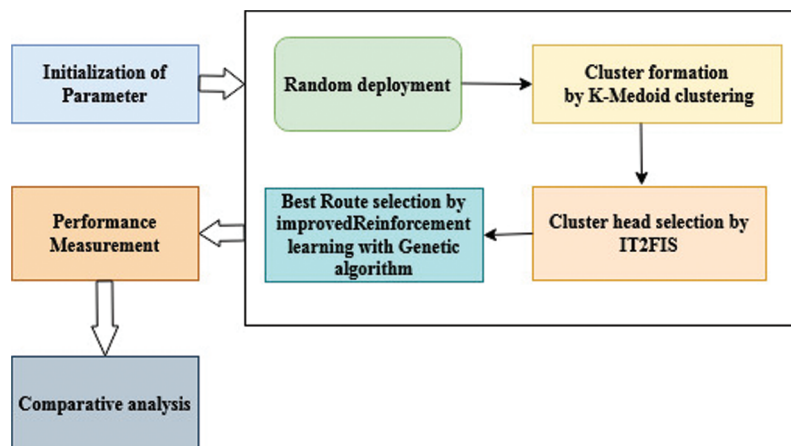 Initialization of
Parameter
Random deployment
Cluster formation
by K-Medoid clustering
Cluster head selection by
IT2FIS
Best Route selection by
improvedReinforcement
learning with Genetic
algorithm
Performance
Measurement
Comparative analysis